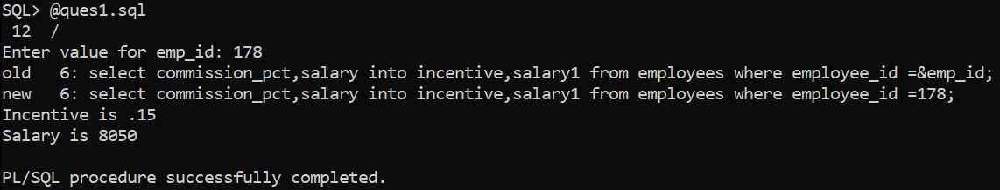 SQL> @ques1.sql
 12  /
Enter value for emp_id: 178
old   6: select commission_pct,salary into incentive,salary1 from employees where employee_id =&emp_id;
new   6: select commission_pct,salary into incentive,salary1 from employees where employee_id =178;
Incentive is .15
Salary is 8050
PL/SQL procedure successfully completed.